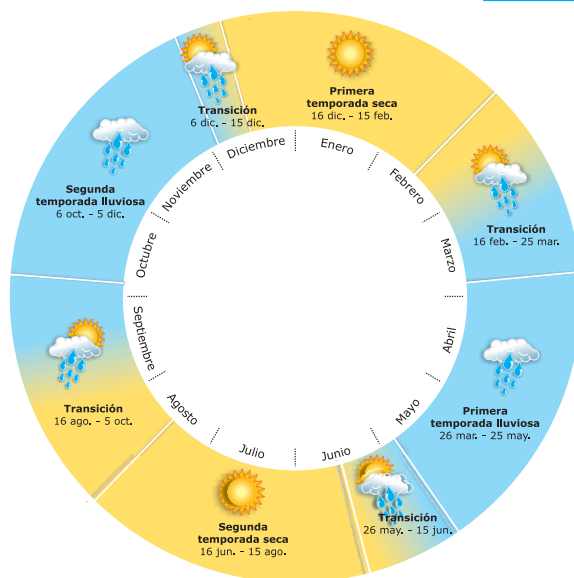 Primera
temporada seca
16 dic. - 15 feb.
Transición
16 feb. - 25 mar.
Primera
temporada lluviosa
26 mar. - 25 may.
Transición
26 may. - 15 jun.
Segunda
temporada seca
16 jun. - 15 ago.
Transición
16 ago. - 5 oct.
Segunda
temporada lluviosa
6 oct. - 5 dic.
Transición
6 dic. - 15 dic.
Enero
Febrero
Marzo
Abril
Mayo
Junio
Julio
Agosto
Septiembre
Octubre
Noviembre
Diciembre